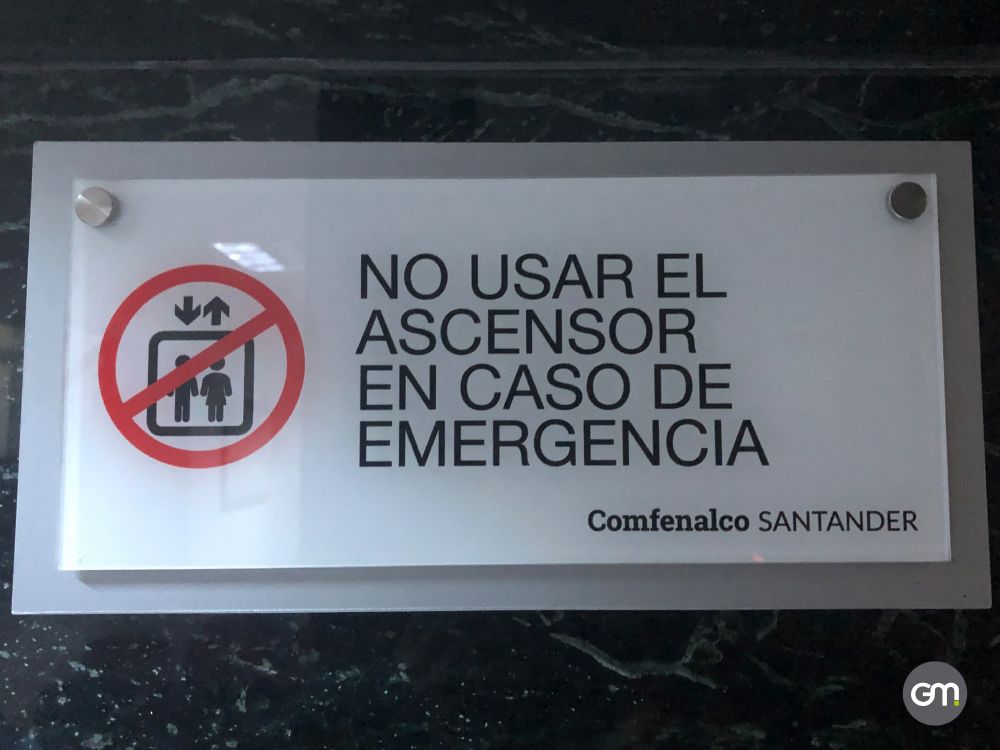 NO USAR EL
ASCENSOR
EN CASO DE
EMERGENCIA
Comfenalco SANTANDER
GM.